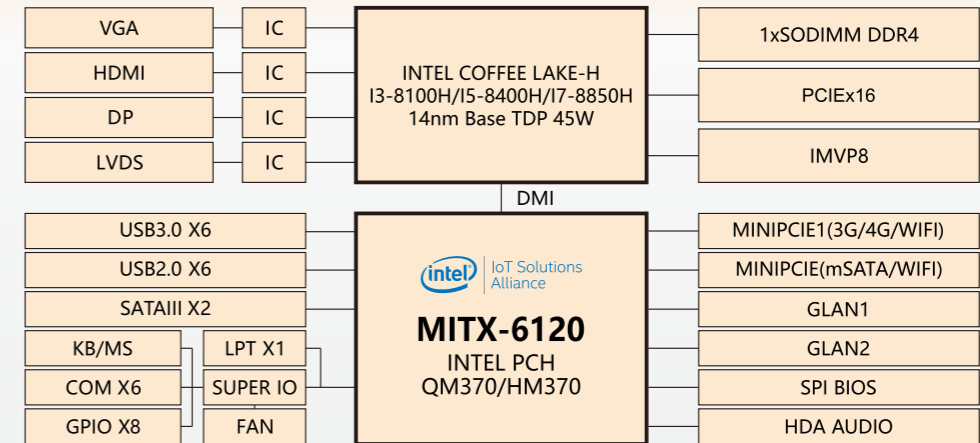 VGA
IC
HDMI
IC
DP
IC
LVDS
IC
INTEL COFFEE LAKE-H
I3-8100H/I5-8400H/I7-8850H
14nm Base TDP 45W
1xSODIMM DDR4
PCIEx16
IMVP8
DMI
USB3.0 X6
USB2.0 X6
SATAIII X2
KB/MS
LPT X1
COM X6
SUPER IO
GPIO X8
FAN
intel
IoT Solutions
Alliance
MITX-6120
INTEL PCH
QM370/HM370
MINIPCIE1(3G/4G/WIFI)
MINIPCIE(mSATA/WIFI)
GLAN1
GLAN2
SPI BIOS
HDA AUDIO